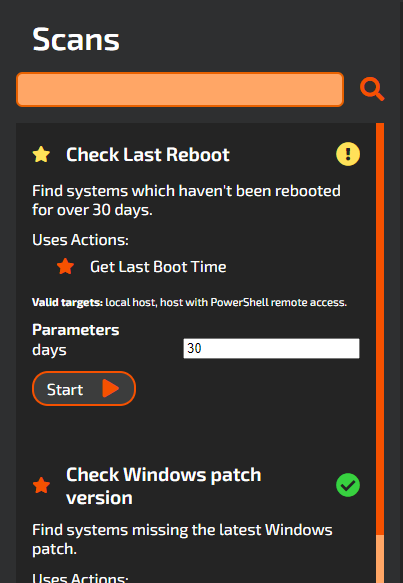 Scans
Check Last Reboot
Find systems which haven't been rebooted
for over 30 days.
Uses Actions:
Get Last Boot Time
Valid targets: local host, host with PowerShell remote access.
Parameters
days 30
Start
Check Windows patch
version
Find systems missing the latest Windows
patch.
Uses Actions: